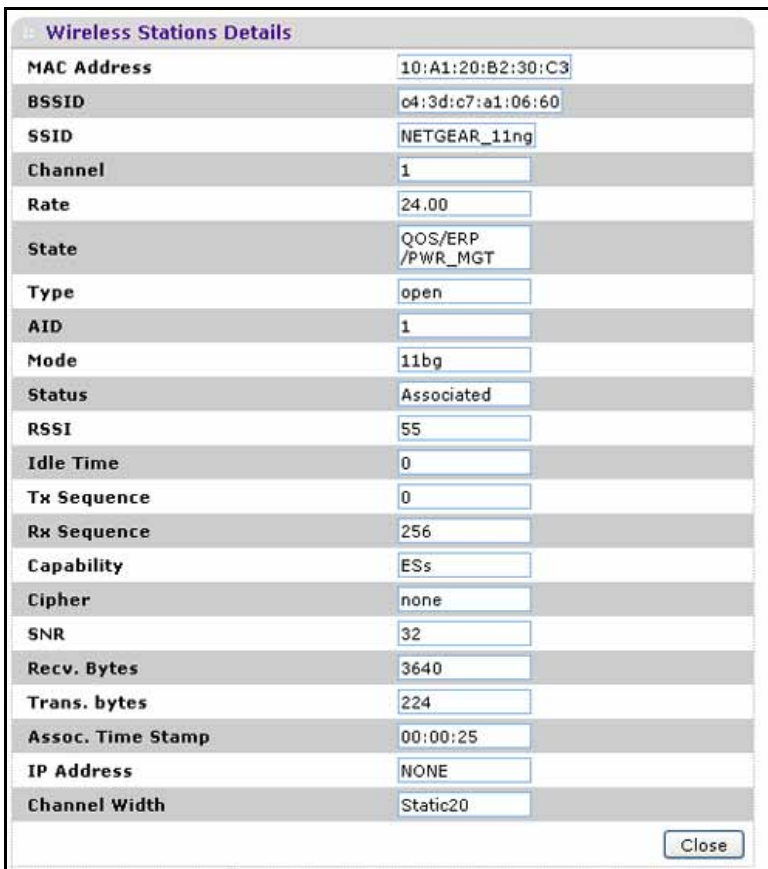 Wireless Stations Details
MAC Address 10:A1:20:B2:30:C3
BSSID c4:3d:c7:a1:06:60
SSID NETGEAR_11ng
Channel 1
Rate 24.00
State QOS/ERP
/PWR_MGT
Type open
AID 1
Mode 11bg
Status Associated
RSSI 55
Idle Time 0
Tx Sequence 0
Rx Sequence 256
Capability ESs
Cipher none
SNR 32
Recv. Bytes 3640
Trans. bytes 224
Assoc. Time Stamp 00:00:25
IP Address NONE
Channel Width Static20
Close